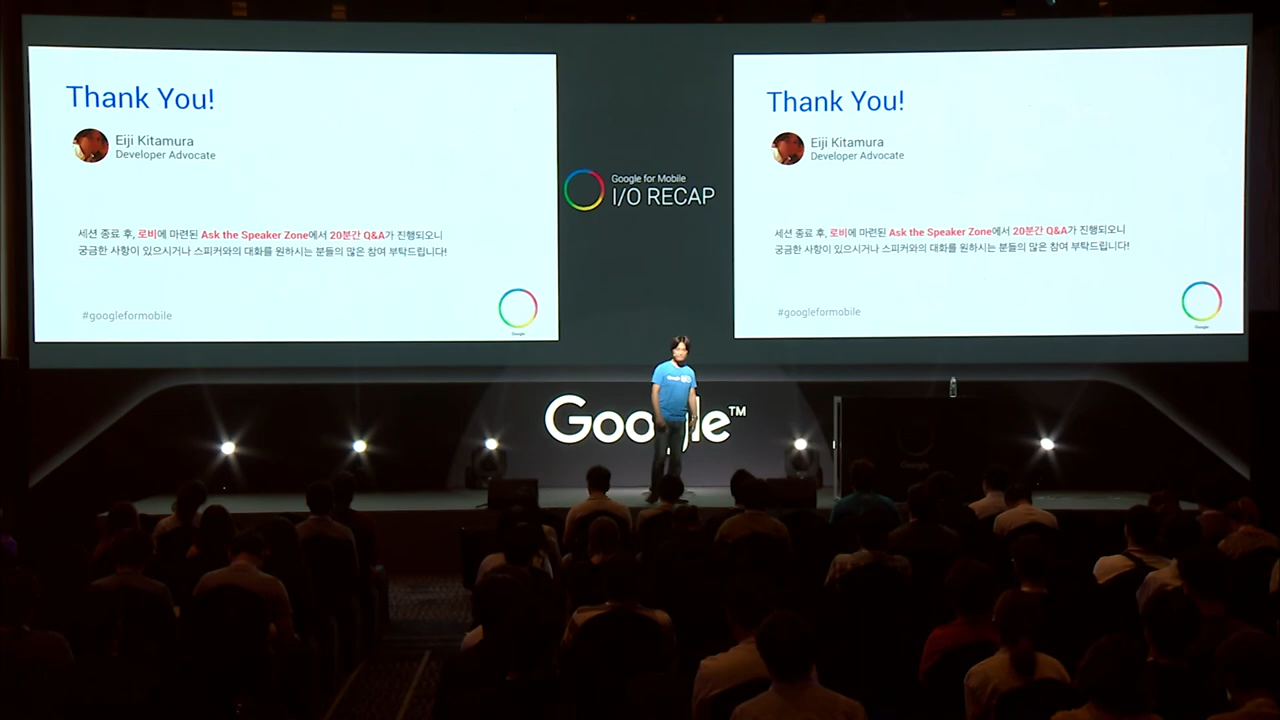 Thank You!
Eiji Kitamura
Developer Advocate
세션 종료 후, 로비에 마련된 Ask the Speaker Zone에서 20분간 Q&A가 진행되오니
궁금한 사항이 있으시거나 스피커와의 대화를 원하시는 분들의 많은 참여 부탁드립니다!
#googleformobile
Google
Google for Mobile
I/O RECAP
Thank You!
Eiji Kitamura
Developer Advocate
세션 종료 후, 로비에 마련된 Ask the Speaker Zone에서 20분간 Q&A가 진행되오니
궁금한 사항이 있으시거나 스피커와의 대화를 원하시는 분들의 많은 참여 부탁드립니다!
#googleformobile
Google
Google
Google™
Google